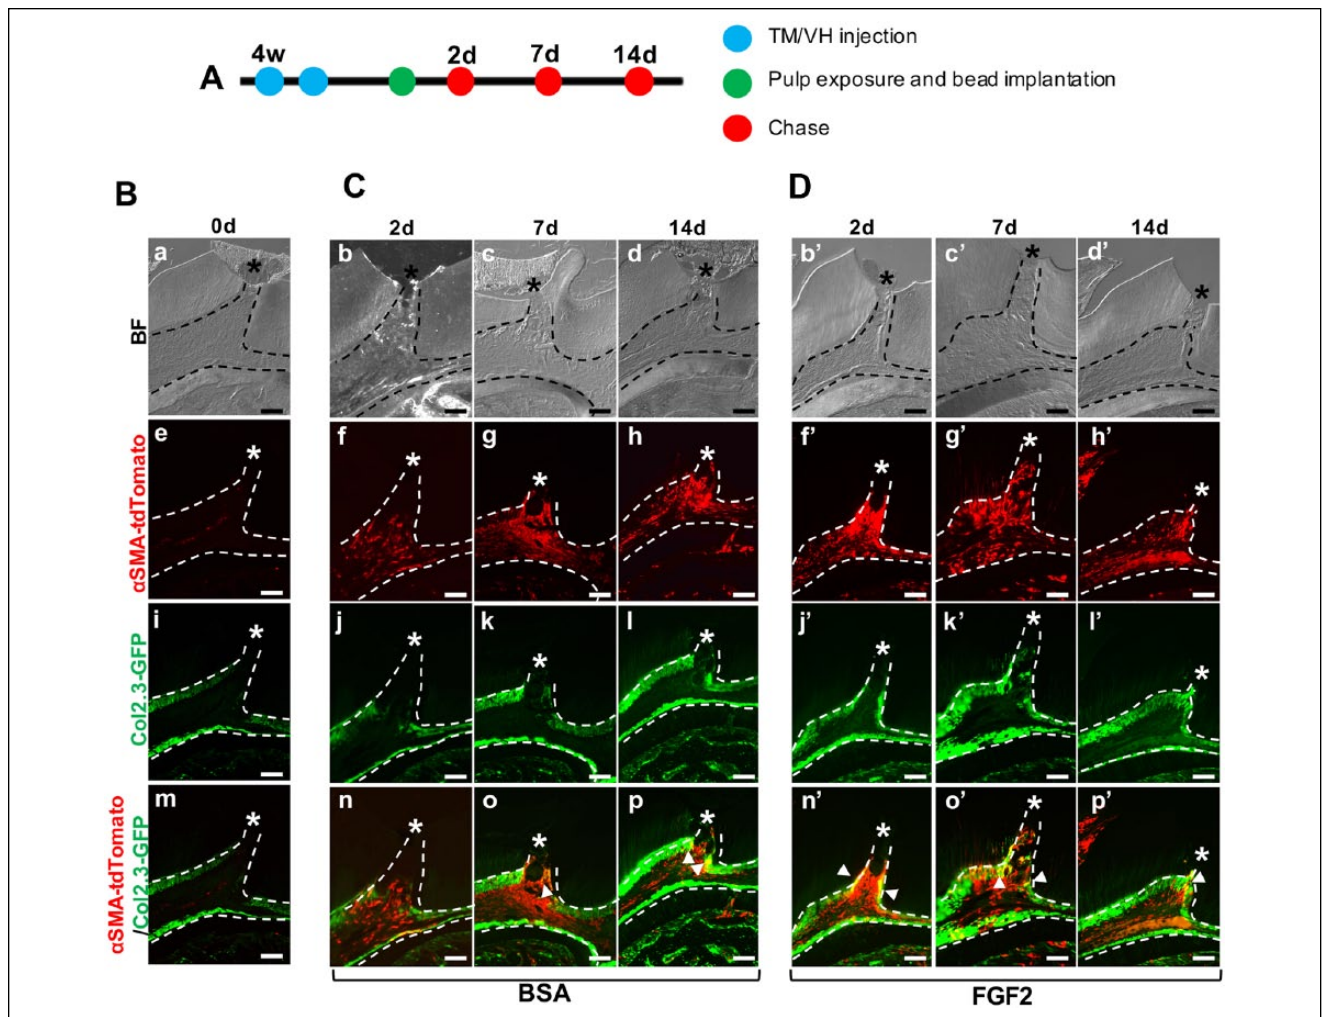 TM/VH injection
4w 2d 7d 14d
A
Pulp exposure and bead implantation
Chase
B C D
0d 2d 7d 14d 2d 7d 14d
BF
a b c d b’ c’ d’
* * * * * * *
αSMA-tdTomato
e f g h f’ g’ h’
* * * * * * *
Col2.3-GFP
i j k l j’ k’ l’
* * * * * * *
αSMA-tdTomato
/Col2.3-GFP
m n o p n’ o’ p’
* * * * * * *
BSA FGF2